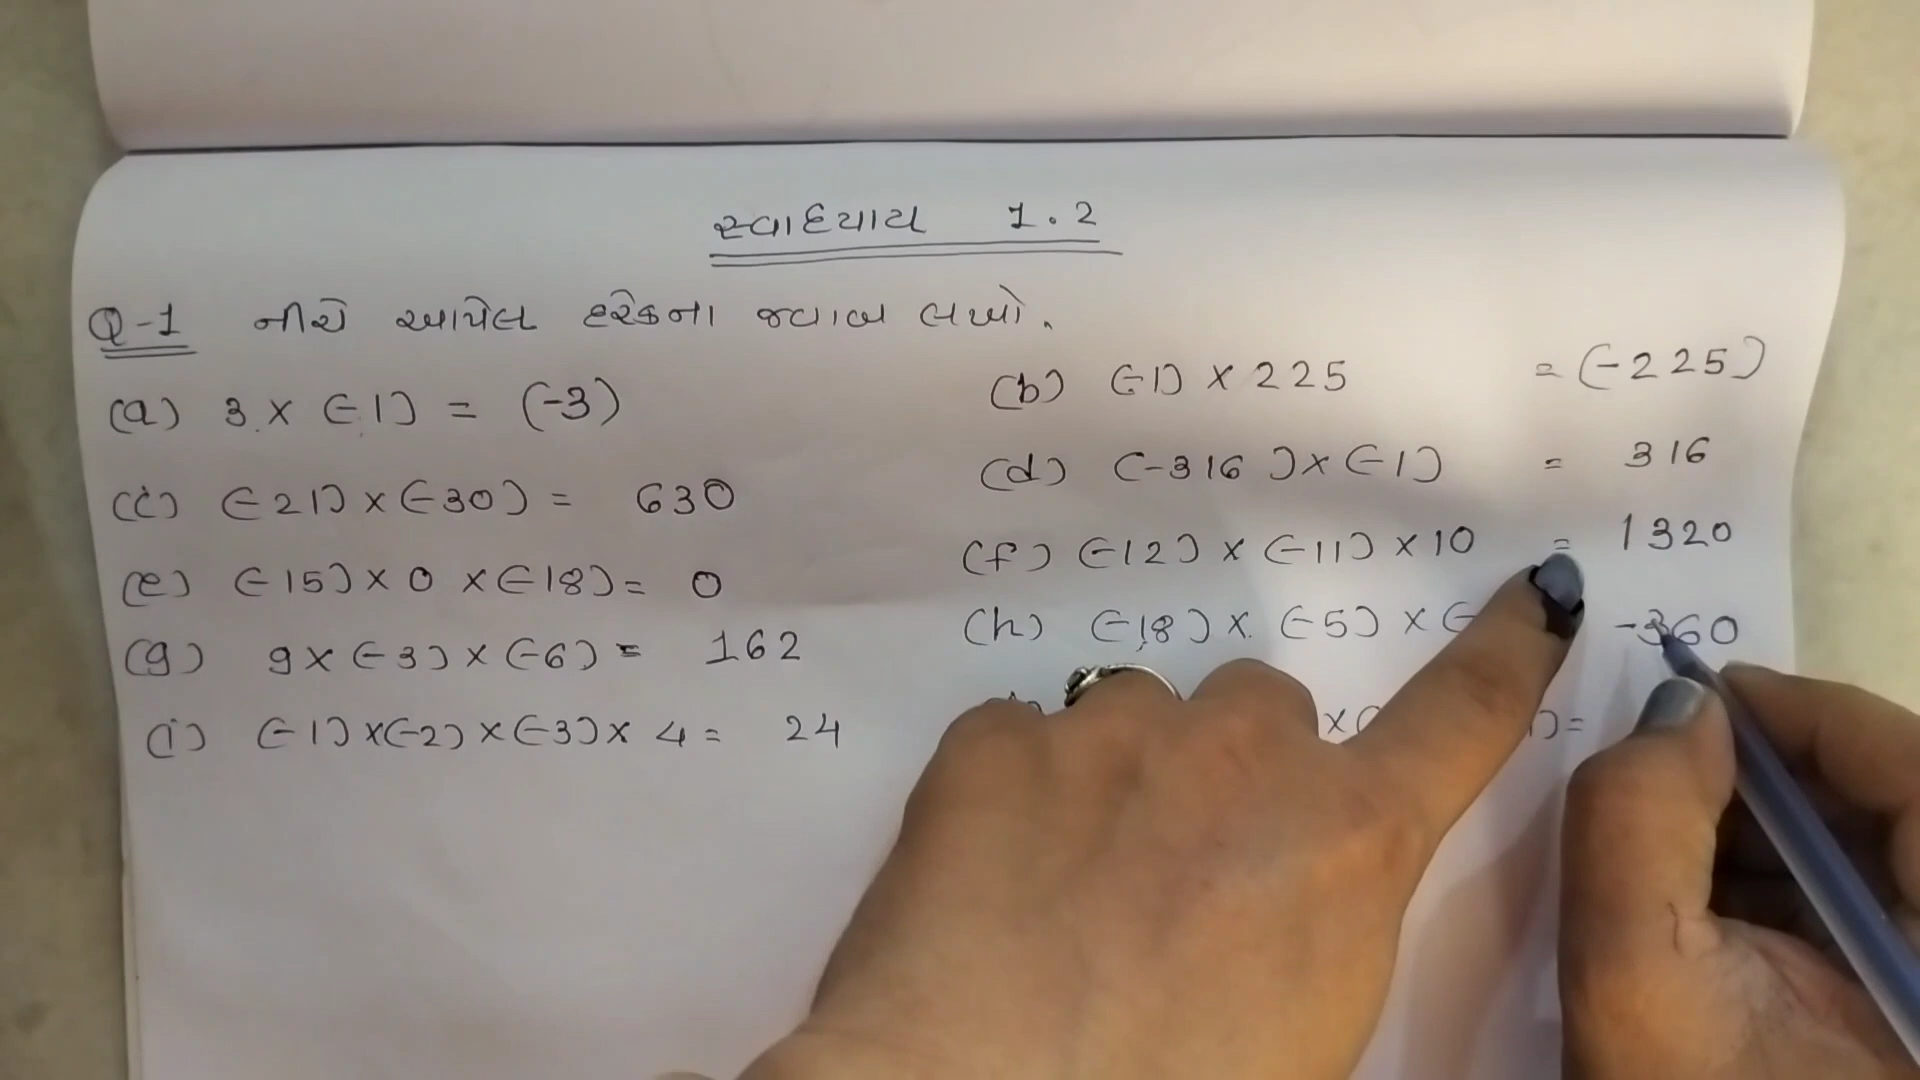 સ્વાધ્યાય 1.2
Q-1 નીચે આપેલ દરેકના જવાબ લખો.
(a) 3 × (-1) = (-3)
(b) (-1) × 225 = (-225)
(c) (-21) × (-30) = 630
(d) (-316) × (-1) = 316
(e) (-15) × 0 × (-18) = 0
(f) (-12) × (-11) × 10 = 1320
(g) 9 × (-3) × (-6) = 162
(h) (-18) × (-5) × (- -360
(i) (-1) × (-2) × (-3) × 4 = 24
× ( ) =